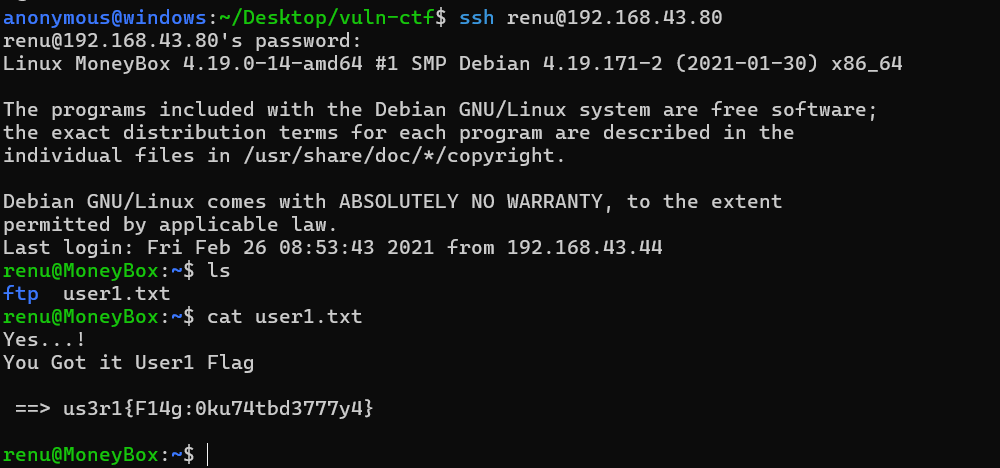 anonymous@windows:~/Desktop/vuln-ctf$ ssh renu@192.168.43.80
renu@192.168.43.80's password:
Linux MoneyBox 4.19.0-14-amd64 #1 SMP Debian 4.19.171-2 (2021-01-30) x86_64
The programs included with the Debian GNU/Linux system are free software;
the exact distribution terms for each program are described in the
individual files in /usr/share/doc/*/copyright.
Debian GNU/Linux comes with ABSOLUTELY NO WARRANTY, to the extent
permitted by applicable law.
Last login: Fri Feb 26 08:53:43 2021 from 192.168.43.44
renu@MoneyBox:~$ ls
ftp  user1.txt
renu@MoneyBox:~$ cat user1.txt
Yes...!
You Got it User1 Flag
 ==> us3r1{F14g:0ku74tbd3777y4}
renu@MoneyBox:~$